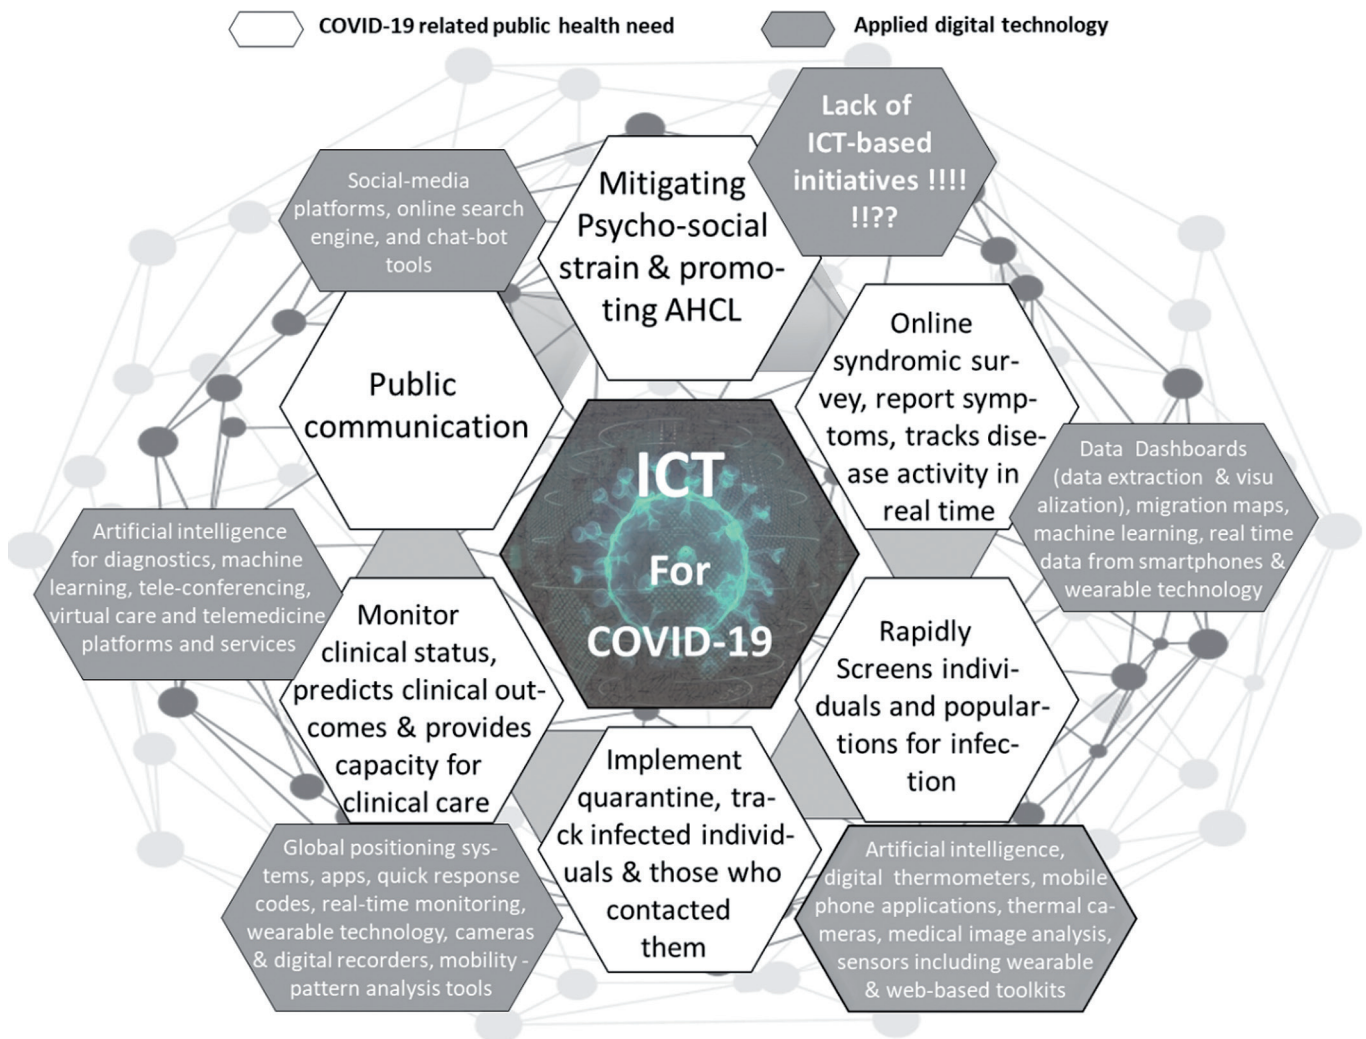 COVID-19 related public health need
Applied digital technology
Lack of
ICT-based
initiatives !!!!
!!??
Mitigating
Psycho-social
strain & promo-
ting AHCL
Social-media
platforms, online search
engine, and chat-bot
tools
Public
communication
Online
syndromic sur-
vey, report symp-
toms, tracks dise-
ase activity in
real time
Data Dashboards
(data extraction & visu
alization), migration maps,
machine learning, real time
data from smartphones &
wearable technology
ICT
For
COVID-19
Artificial intelligence
for diagnostics, machine
learning, tele-conferencing,
virtual care and telemedicine
platforms and services
Monitor
clinical status,
predicts clinical out-
comes & provides
capacity for
clinical care
Rapidly
Screens indivi-
duals and popular-
tions for infec-
tion
Implement
quarantine, tra-
ck infected individ-
uals & those who
contacted
them
Global positioning sys-
tems, apps, quick response
codes, real-time monitoring,
wearable technology, cameras
& digital recorders, mobility -
pattern analysis tools
Artificial intelligence,
digital thermometers, mobile
phone applications, thermal ca-
meras, medical image analysis,
sensors including wearable
& web-based toolkits